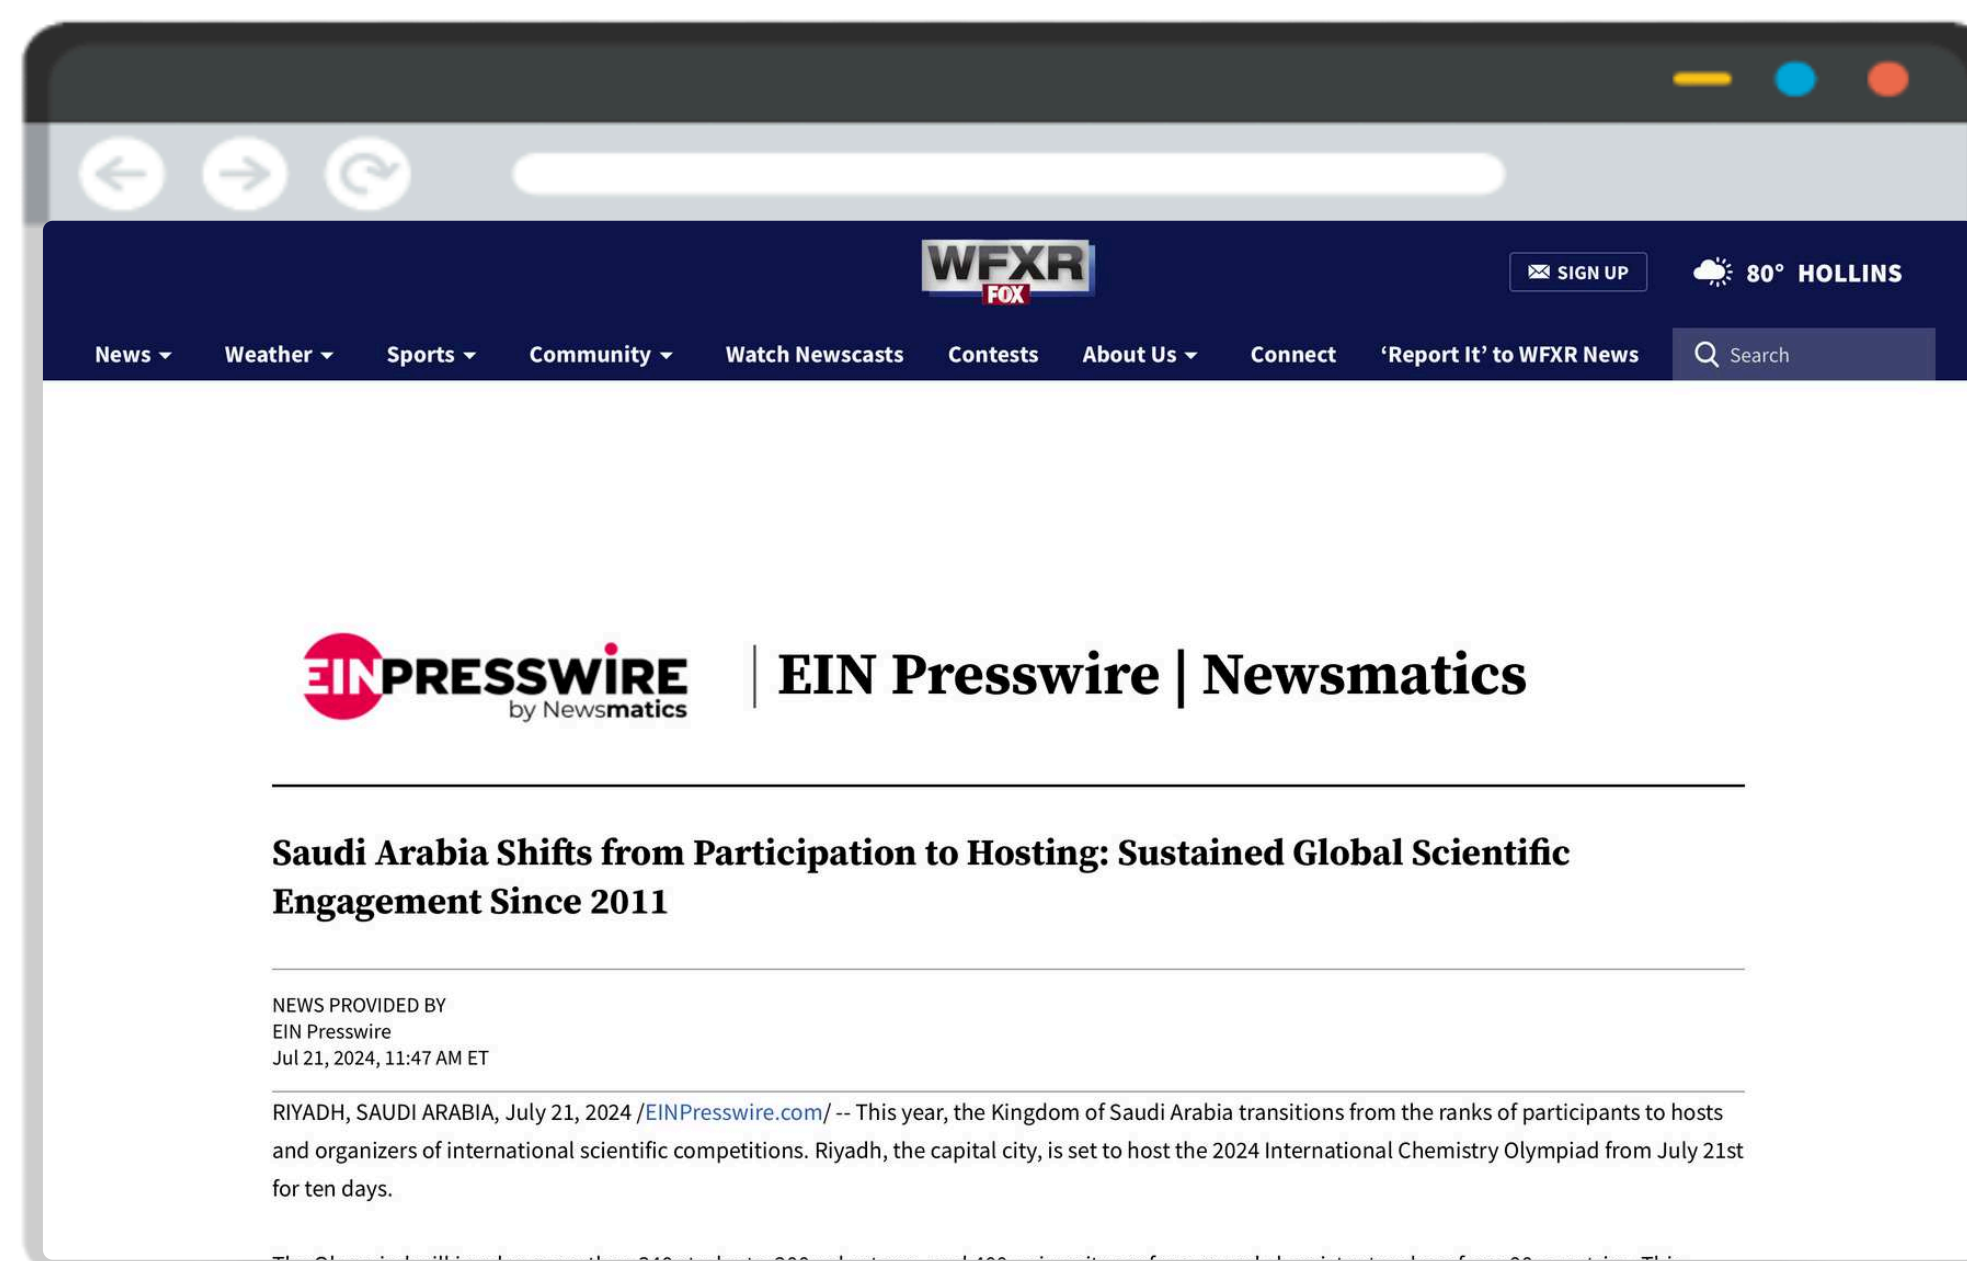 WFXR
FOX
SIGN UP
80° HOLLINS
News
Weather
Sports
Community
Watch Newscasts
Contests
About Us
Connect
‘Report It’ to WFXR News
Search
EINPRESSWIRE
by Newsmatics
EIN Presswire | Newsmatics
Saudi Arabia Shifts from Participation to Hosting: Sustained Global Scientific
Engagement Since 2011
NEWS PROVIDED BY
EIN Presswire
Jul 21, 2024, 11:47 AM ET
RIYADH, SAUDI ARABIA, July 21, 2024 /EINPresswire.com/ -- This year, the Kingdom of Saudi Arabia transitions from the ranks of participants to hosts
and organizers of international scientific competitions. Riyadh, the capital city, is set to host the 2024 International Chemistry Olympiad from July 21st
for ten days.